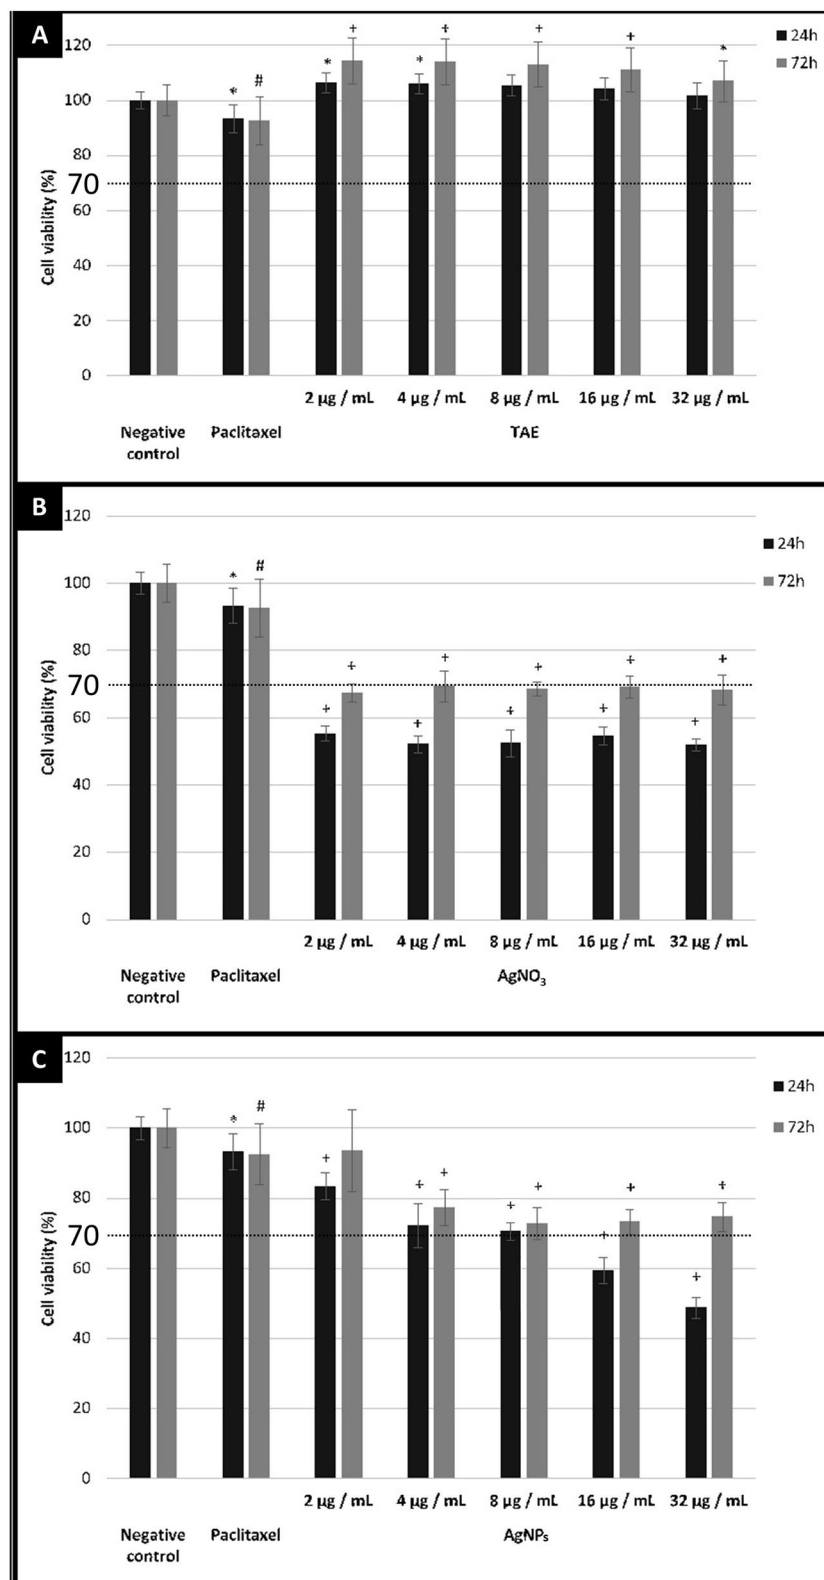 A
120
100
80
70
60
40
20
0
Cell viability (%)
* # * + * + + + *
24h
72h
2 µg / mL 4 µg / mL 8 µg / mL 16 µg / mL 32 µg / mL
Negative control Paclitaxel TAE
B
120
100
80
70
60
40
20
0
Cell viability (%)
* # + + + + + + + + + +
24h
72h
2 µg / mL 4 µg / mL 8 µg / mL 16 µg / mL 32 µg / mL
Negative control Paclitaxel AgNO₃
C
120
100
80
70
60
40
20
0
Cell viability (%)
* # + + + + + + + + +
24h
72h
2 µg / mL 4 µg / mL 8 µg / mL 16 µg / mL 32 µg / mL
Negative control Paclitaxel AgNPs